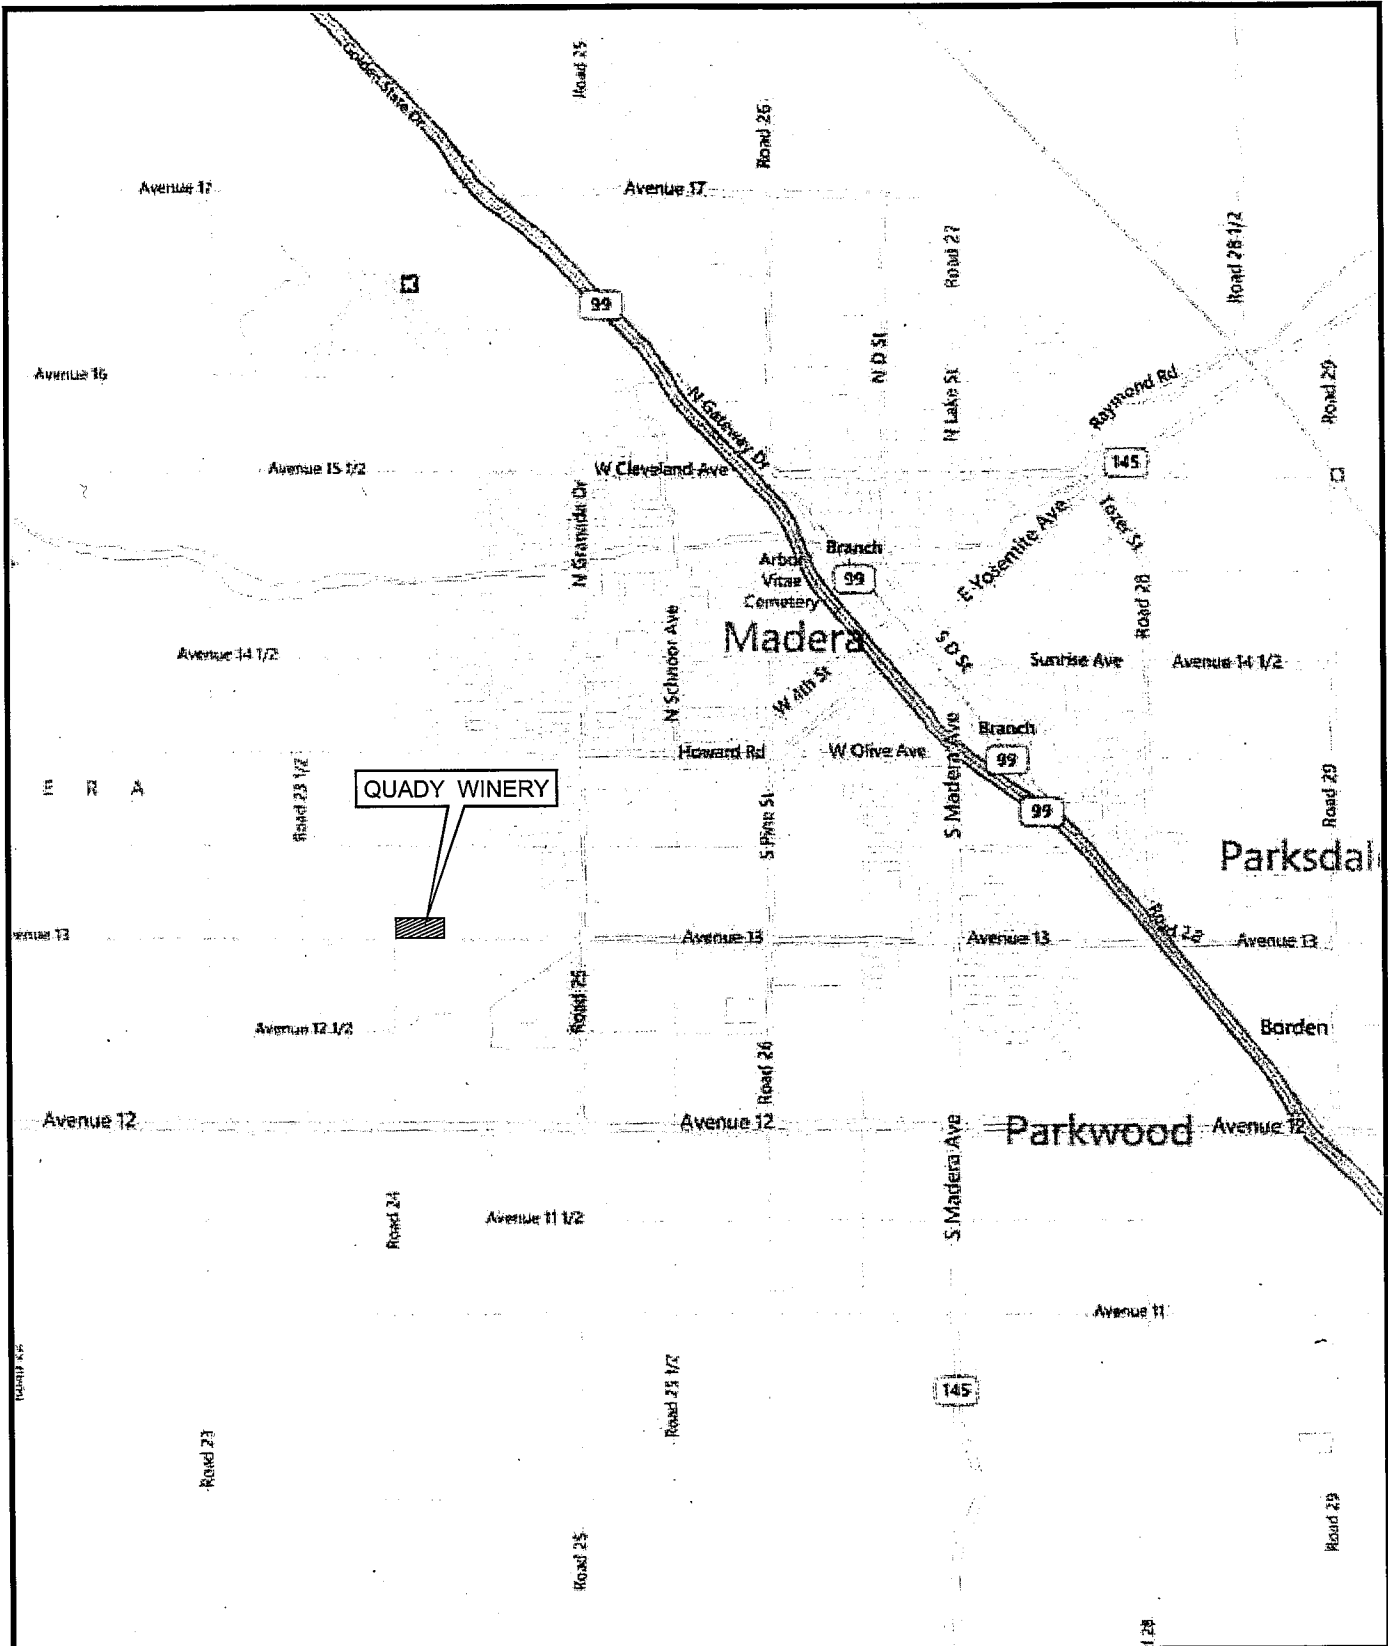 Golden State Dr
Road 25
Road 26
Avenue 17
Avenue 17
Road 27
Road 28 1/2
99
N D St
Avenue 16
N Lake St
Raymond Rd
Road 29
N Gateway Dr
Avenue 15 1/2
W Cleveland Ave
145
N Granada Dr
Tozer St
E Yosemite Ave
Branch
99
Arbor
Vitae
Cemetery
Road 28
N Schnoor Ave
Madera
S D St
Avenue 14 1/2
Sunrise Ave
Avenue 14 1/2
W 4th St
Branch
99
Howard Rd
W Olive Ave
S Madera Ave
Road 23 1/2
E R A
QUADY WINERY
S Pine St
99
Road 29
Parksdal
venue 13
Avenue 13
Avenue 13
Road 28
Avenue 13
Road 25
Avenue 12 1/2
Borden
Road 26
Avenue 12
Avenue 12
Parkwood
Avenue 12
S Madera Ave
Road 24
Avenue 11 1/2
Avenue 11
Road 25 1/2
145
Road 23
Road 29
Road 25
28